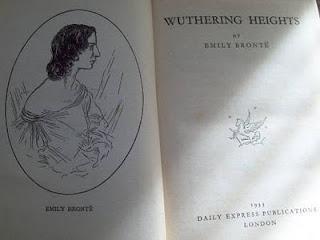 EMILY BRONTË
WUTHERING HEIGHTS
BY
EMILY BRONTË
1933
DAILY EXPRESS PUBLICATIONS
LONDON